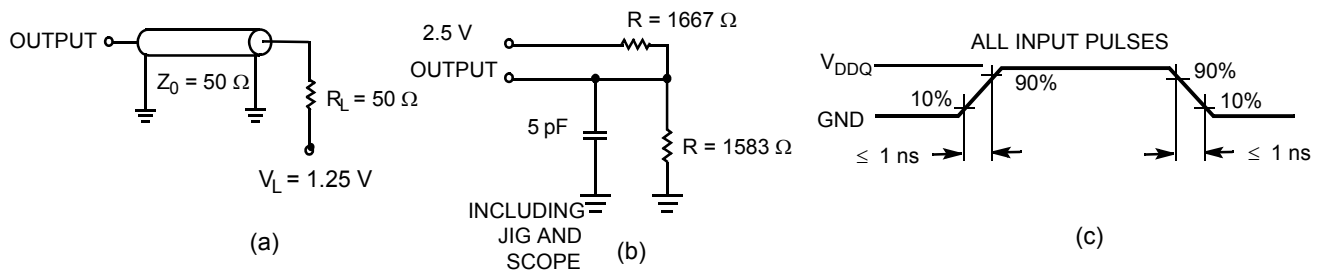 OUTPUT
Z0 = 50 Ω
RL = 50 Ω
VL = 1.25 V
(a)
R = 1667 Ω
2.5 V
OUTPUT
5 pF
R = 1583 Ω
INCLUDING
JIG AND
SCOPE
(b)
ALL INPUT PULSES
VDDQ
GND
10%
90%
90%
10%
≤ 1 ns
≤ 1 ns
(c)